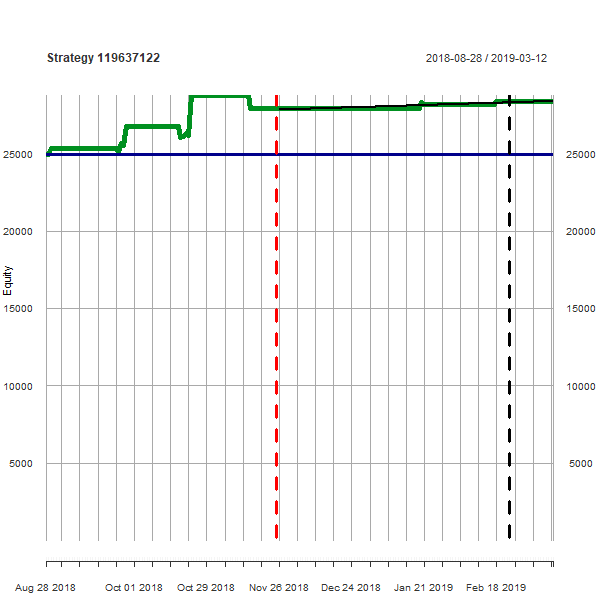 Strategy 119637122
2018-08-28 / 2019-03-12
25000
25000
20000
20000
Equity
15000
15000
10000
10000
5000
5000
Aug 28 2018
Oct 01 2018
Oct 29 2018
Nov 26 2018
Dec 24 2018
Jan 21 2019
Feb 18 2019